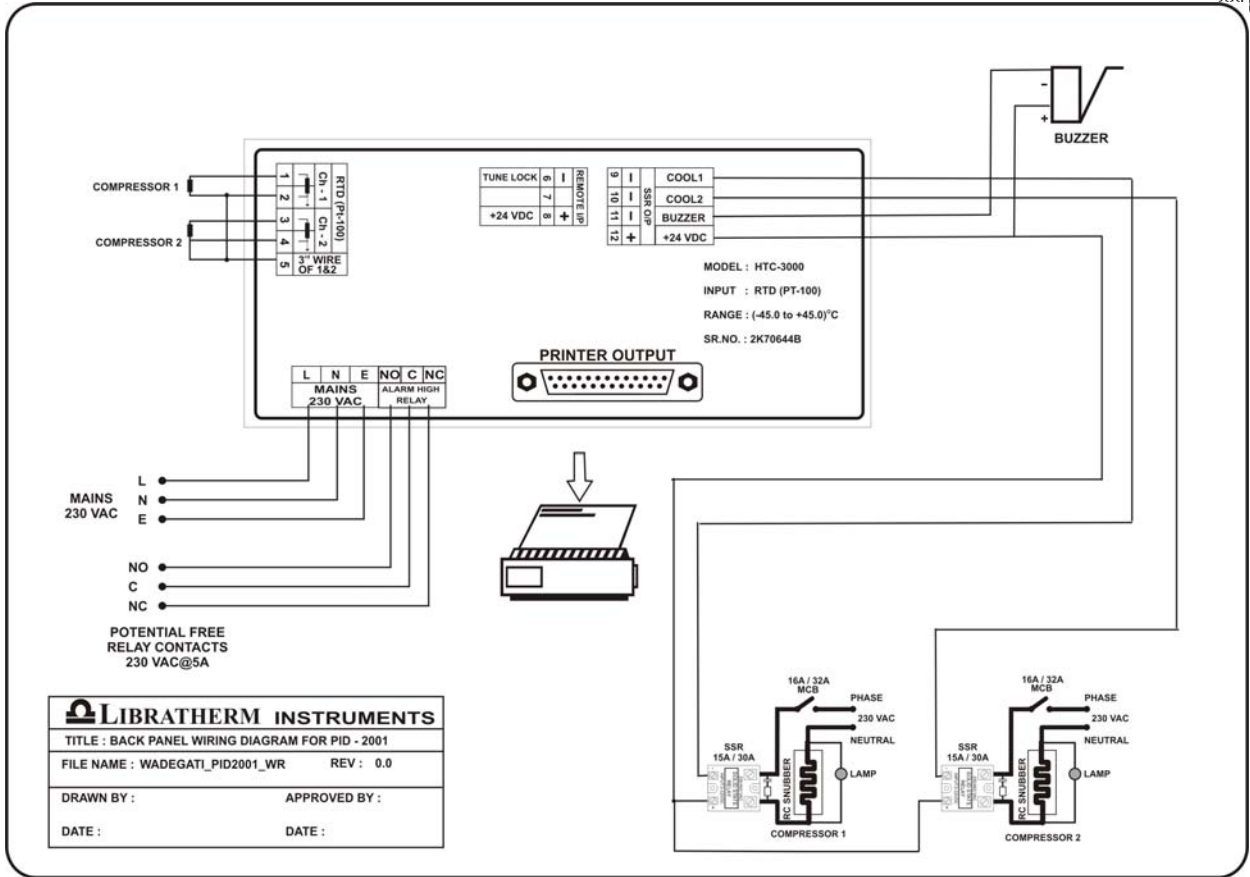 BUZZER
-
+
COMPRESSOR 1
COMPRESSOR 2
1
2
3
4
5
Ch - 1
Ch - 2
RTD (Pt-100)
3" WIRE
OF 1&2
TUNE LOCK 6 -
7
+24 VDC 8 +
REMOTE I/P
9 - COOL1
10 - COOL2
11 - BUZZER
12 + +24 VDC
SSR O/P
MODEL : HTC-3000
INPUT : RTD (PT-100)
RANGE : (-45.0 to +45.0)°C
SR.NO. : 2K70644B
PRINTER OUTPUT
L N E NO C NC
MAINS
230 VAC
ALARM HIGH
RELAY
MAINS
230 VAC
L
N
E
NO
C
NC
POTENTIAL FREE
RELAY CONTACTS
230 VAC@5A
LIBRATHERM INSTRUMENTS
TITLE : BACK PANEL WIRING DIAGRAM FOR PID - 2001
FILE NAME : WADEGATI_PID2001_WR REV : 0.0
DRAWN BY : APPROVED BY :
DATE : DATE :
16A / 32A
MCB
PHASE
230 VAC
NEUTRAL
SSR
15A / 30A
SOLID STATE
RELAY
RC SNUBBER
LAMP
COMPRESSOR 1
16A / 32A
MCB
PHASE
230 VAC
NEUTRAL
SSR
15A / 30A
RC SNUBBER
LAMP
COMPRESSOR 2